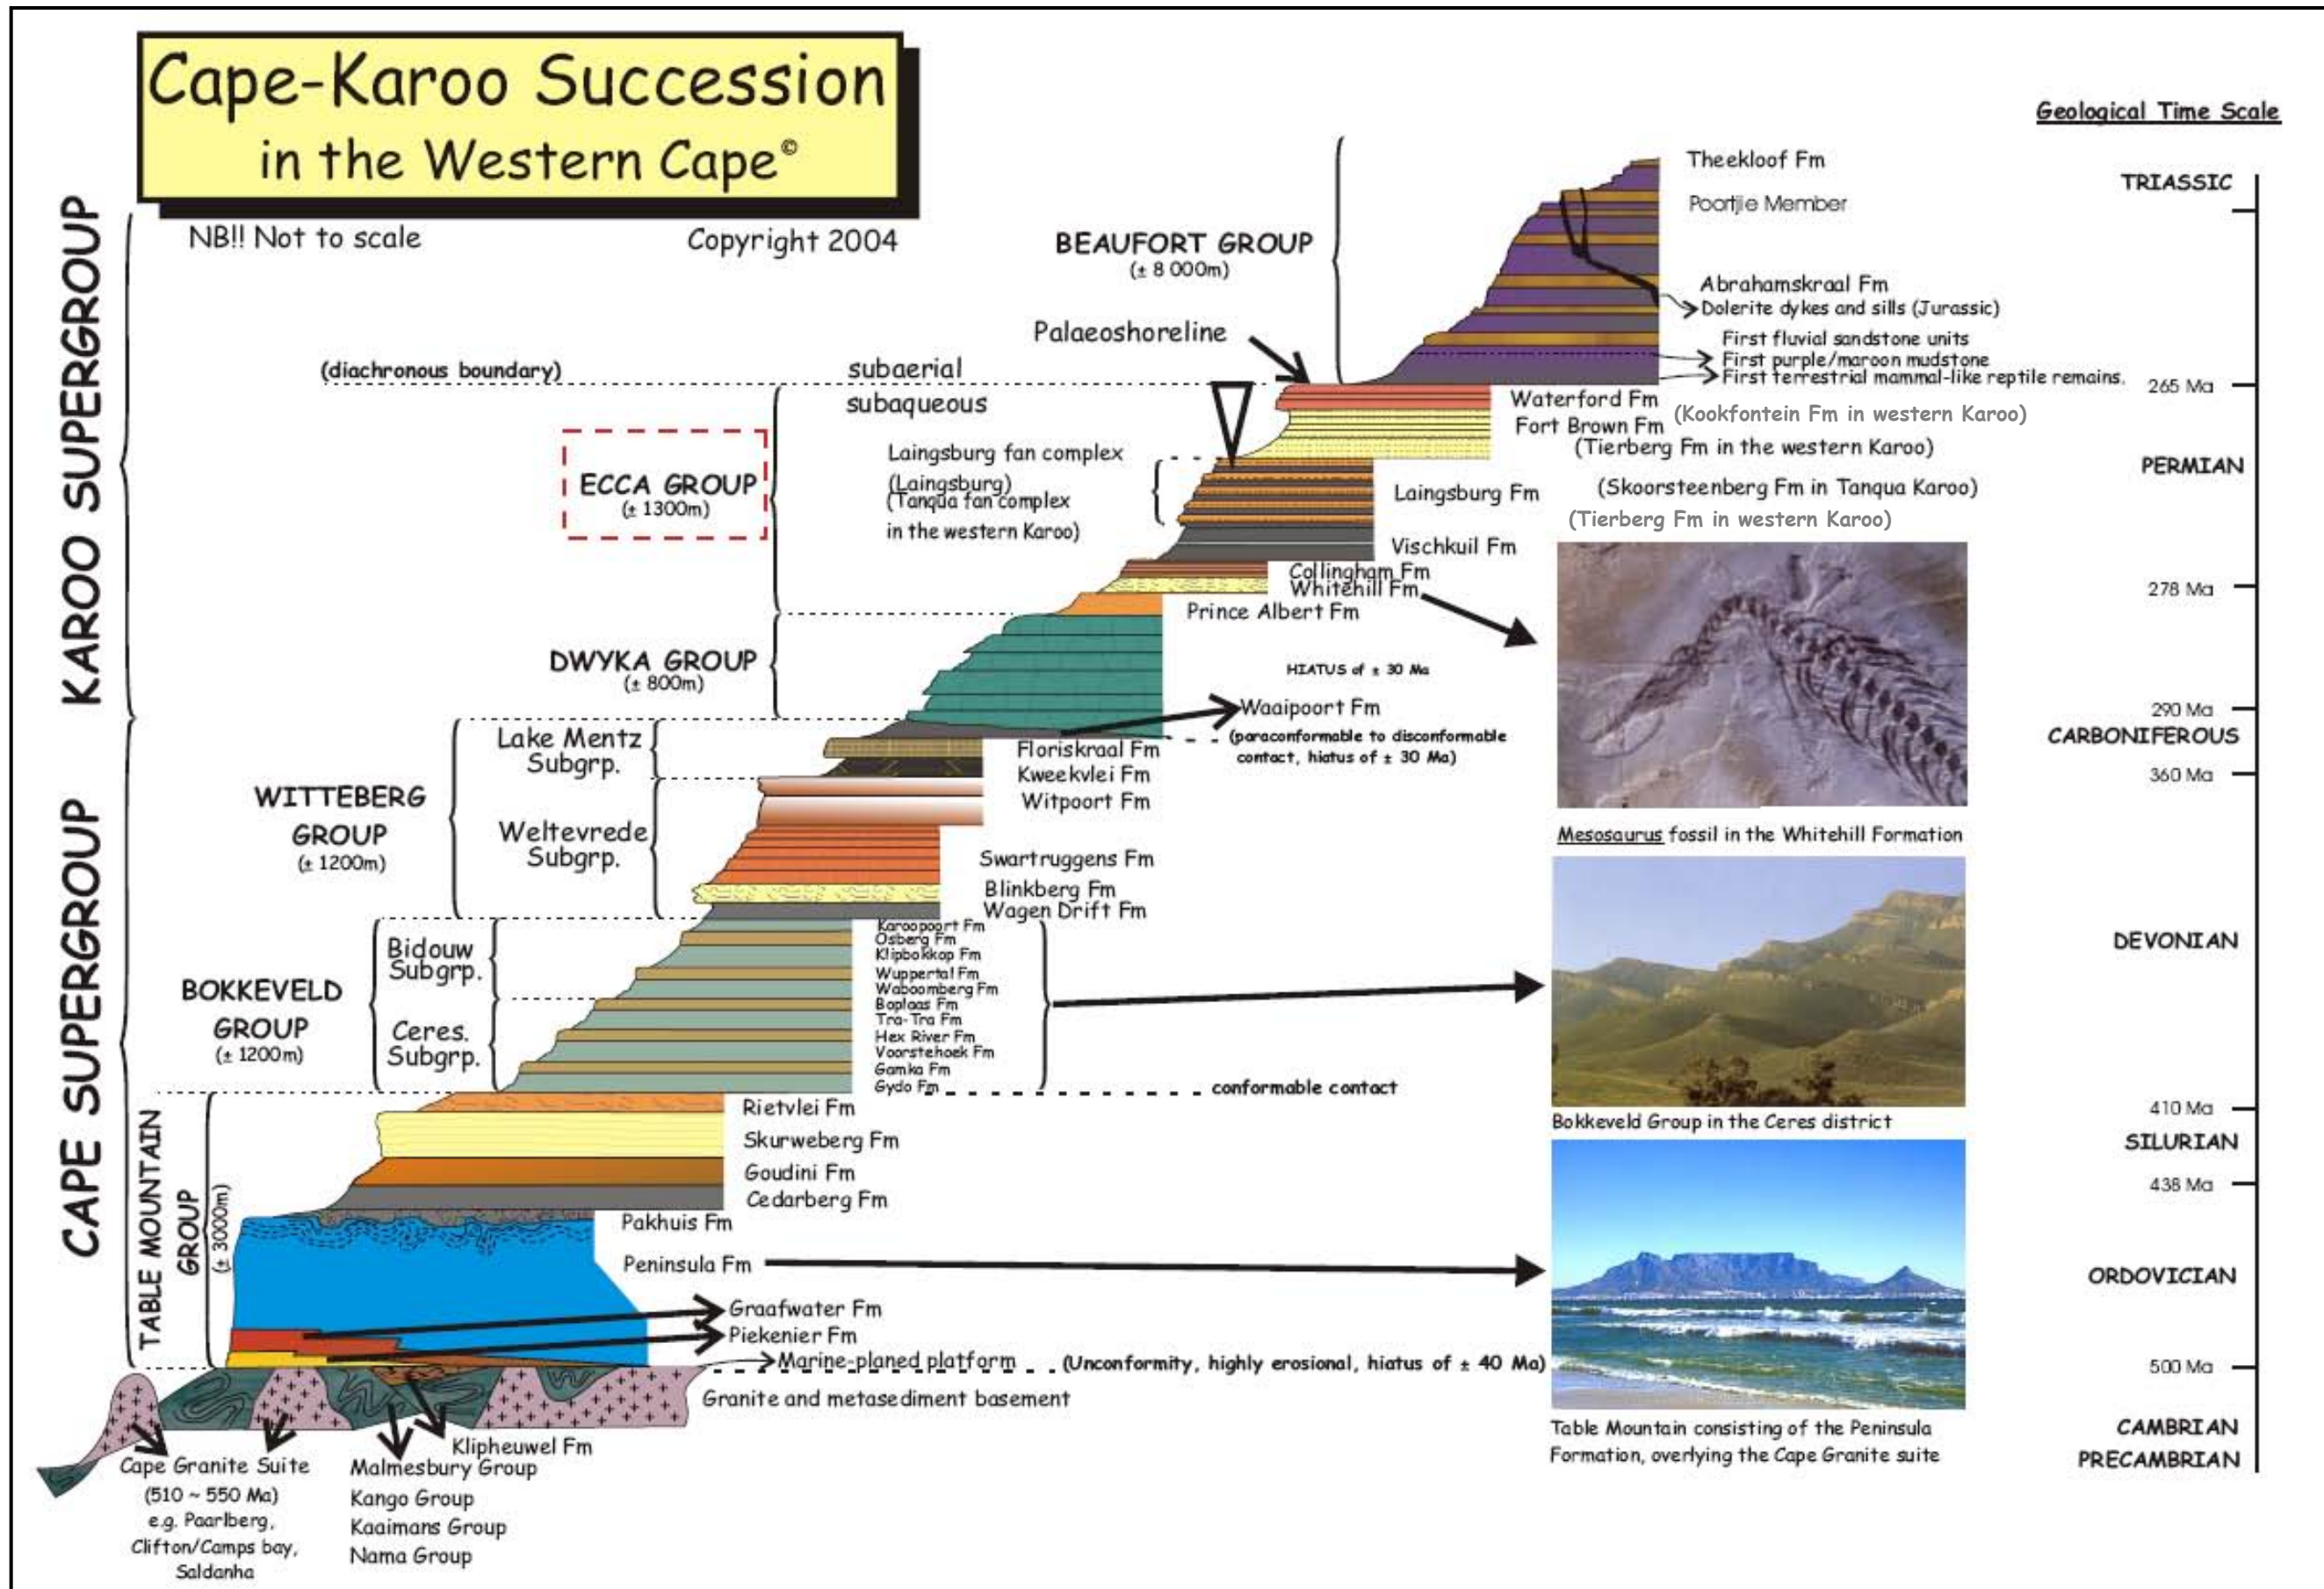 Cape-Karoo Succession
in the Western Cape©
NB!! Not to scale
Copyright 2004
Geological Time Scale
KAROO SUPERGROUP
CAPE SUPERGROUP
BEAUFORT GROUP
(± 8 000m)
Palaeoshoreline
(diachronous boundary)
subaerial
subaqueous
ECCA GROUP
(± 1300m)
Laingsburg fan complex
(Laingsburg)
(Tanqua fan complex
in the western Karoo)
DWYKA GROUP
(± 800m)
WITTEBERG
GROUP
(± 1200m)
Lake Mentz
Subgrp.
Weltevrede
Subgrp.
BOKKEVELD
GROUP
(± 1200m)
Bidouw
Subgrp.
Ceres.
Subgrp.
TABLE MOUNTAIN
GROUP
(± 3000m)
Theekloof Fm
Poortjie Member
Abrahamskraal Fm
Dolerite dykes and sills (Jurassic)
First fluvial sandstone units
First purple/maroon mudstone
First terrestrial mammal-like reptile remains.
Waterford Fm
(Kookfontein Fm in western Karoo)
Fort Brown Fm
(Tierberg Fm in the western Karoo)
Laingsburg Fm
(Skoorsteenberg Fm in Tanqua Karoo)
(Tierberg Fm in western Karoo)
Vischkuil Fm
Collingham Fm
Whitehill Fm
Prince Albert Fm
HIATUS of ± 30 Ma
Waaipoort Fm
(paraconformable to disconformable
contact, hiatus of ± 30 Ma)
Floriskraal Fm
Kweekvlei Fm
Witpoort Fm
Swartruggens Fm
Blinkberg Fm
Wagen Drift Fm
Karoopoort Fm
Osberg Fm
Klipbokkop Fm
Wuppertal Fm
Waboomberg Fm
Boplaas Fm
Tra-Tra Fm
Hex River Fm
Voorstehoek Fm
Gamka Fm
Gydo Fm
conformable contact
Rietvlei Fm
Skurweberg Fm
Goudini Fm
Cedarberg Fm
Pakhuis Fm
Peninsula Fm
Graafwater Fm
Piekenier Fm
Marine-planed platform
(Unconformity, highly erosional, hiatus of ± 40 Ma)
Granite and metasediment basement
Klipheuwel Fm
Cape Granite Suite
(510 ~ 550 Ma)
e.g. Paarlberg,
Clifton/Camps bay,
Saldanha
Malmesbury Group
Kango Group
Kaaimans Group
Nama Group
Mesosaurus fossil in the Whitehill Formation
Bokkeveld Group in the Ceres district
Table Mountain consisting of the Peninsula
Formation, overlying the Cape Granite suite
TRIASSIC
265 Ma
PERMIAN
278 Ma
290 Ma
CARBONIFEROUS
360 Ma
DEVONIAN
410 Ma
SILURIAN
438 Ma
ORDOVICIAN
500 Ma
CAMBRIAN
PRECAMBRIAN